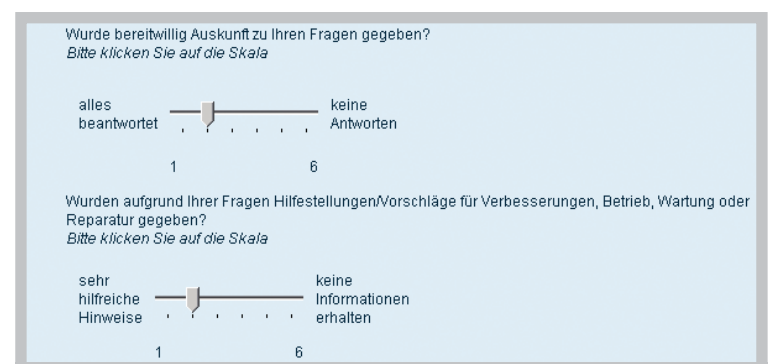 Wurde bereitwillig Auskunft zu Ihren Fragen gegeben?
Bitte klicken Sie auf die Skala
alles keine
beantwortet Antworten
1 6
Wurden aufgrund Ihrer Fragen Hilfestellungen/Vorschläge für Verbesserungen, Betrieb, Wartung oder
Reparatur gegeben?
Bitte klicken Sie auf die Skala
sehr keine
hilfreiche Informationen
Hinweise erhalten
1 6